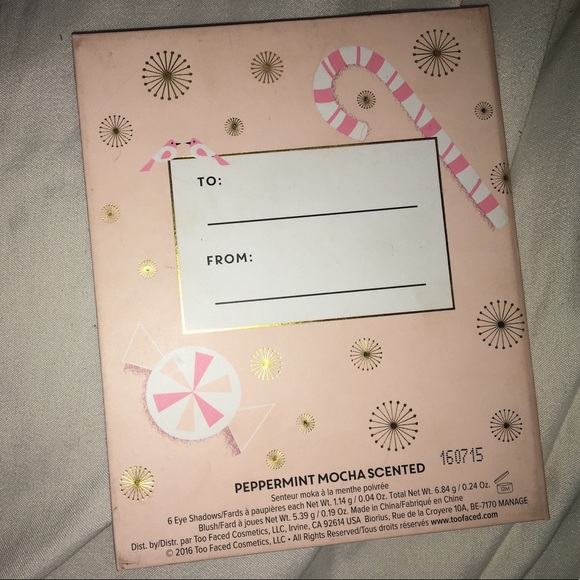 TO:
FROM:
PEPPERMINT MOCHA SCENTED
160715
Senteur moka à la menthe poivrée
6 Eye Shadows/Fards à paupières each Net Wt. 1.14 g / 0.04 Oz. Total Net Wt. 6.84 g / 0.24 Oz.
Blush/Fard à joues Net Wt. 5.39 g / 0.19 Oz. Made in China/Fabriqué en Chine
Dist. by/Distr. par Too Faced Cosmetics, LLC, Irvine, CA 92614 USA Biorius, Rue de la Croyere 10A, BE-7170 MANAGE
© 2016 Too Faced Cosmetics, LLC • All Rights Reserved/Tous droits réservés www.toofaced.com